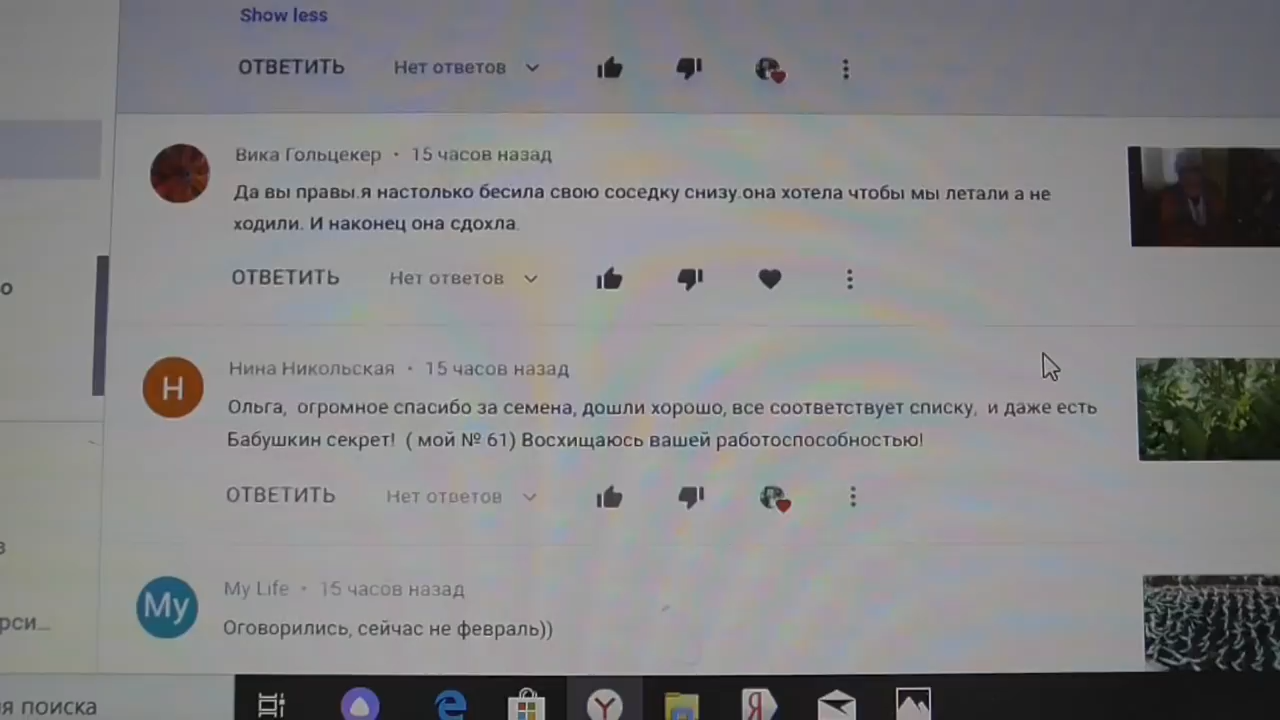 Show less
ОТВЕТИТЬ Нет ответов
Вика Гольцекер • 15 часов назад
Да вы правы.я настолько бесила свою соседку снизу.она хотела чтобы мы летали а не
ходили. И наконец она сдохла.
ОТВЕТИТЬ Нет ответов
о
Н
Нина Никольская • 15 часов назад
Ольга, огромное спасибо за семена, дошли хорошо, все соответствует списку, и даже есть
Бабушкин секрет! ( мой № 61) Восхищаюсь вашей работоспособностью!
ОТВЕТИТЬ Нет ответов
в
My
My Life • 15 часов назад
Оговорились, сейчас не февраль))
рси...
я поиска
Y
Я